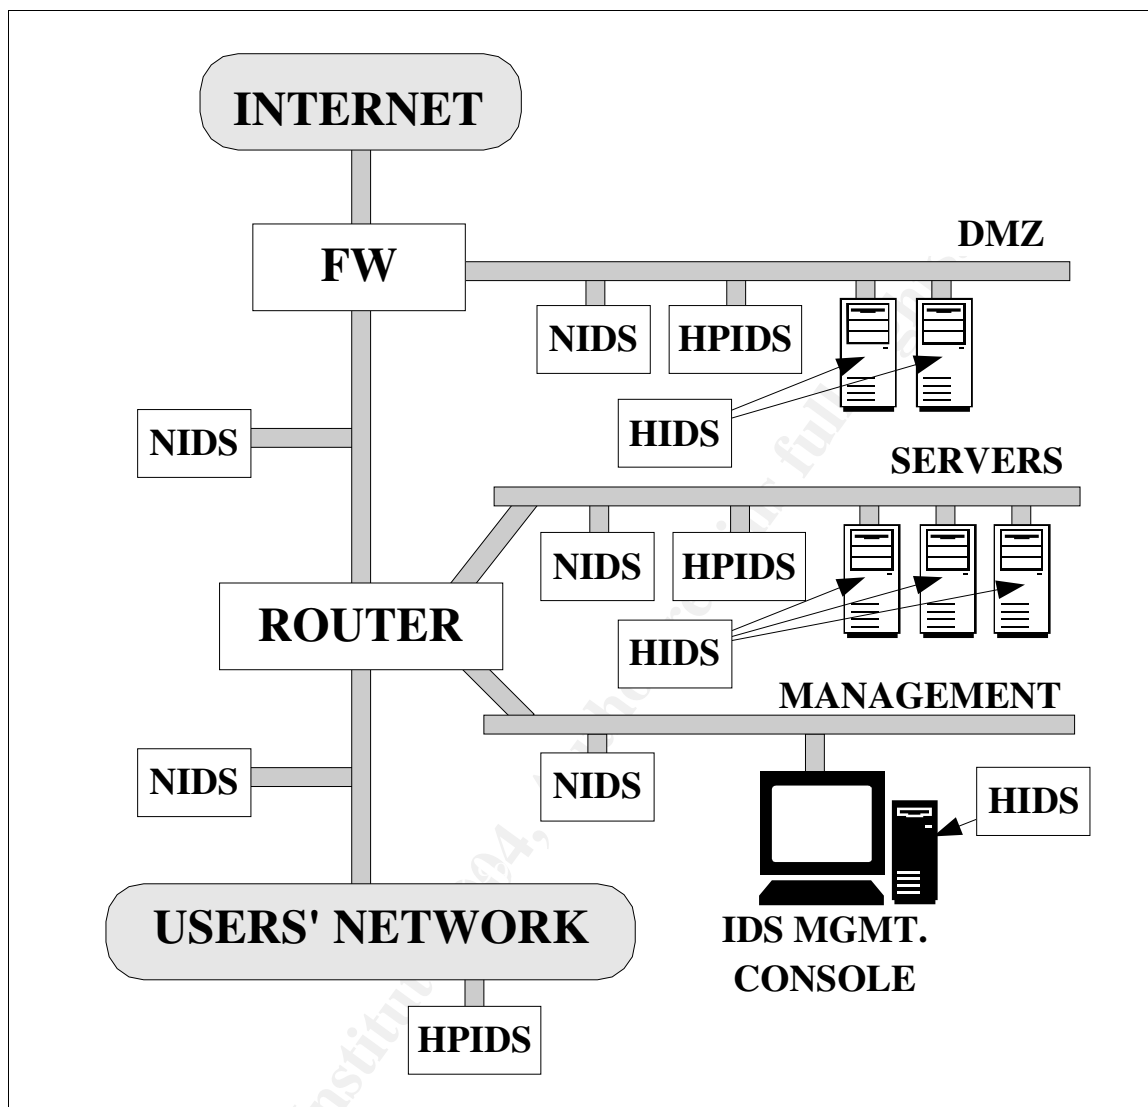 INTERNET
FW
DMZ
NIDS
HPIDS
HIDS
NIDS
SERVERS
NIDS
HPIDS
HIDS
ROUTER
MANAGEMENT
NIDS
NIDS
HIDS
IDS MGMT.
CONSOLE
USERS' NETWORK
HPIDS